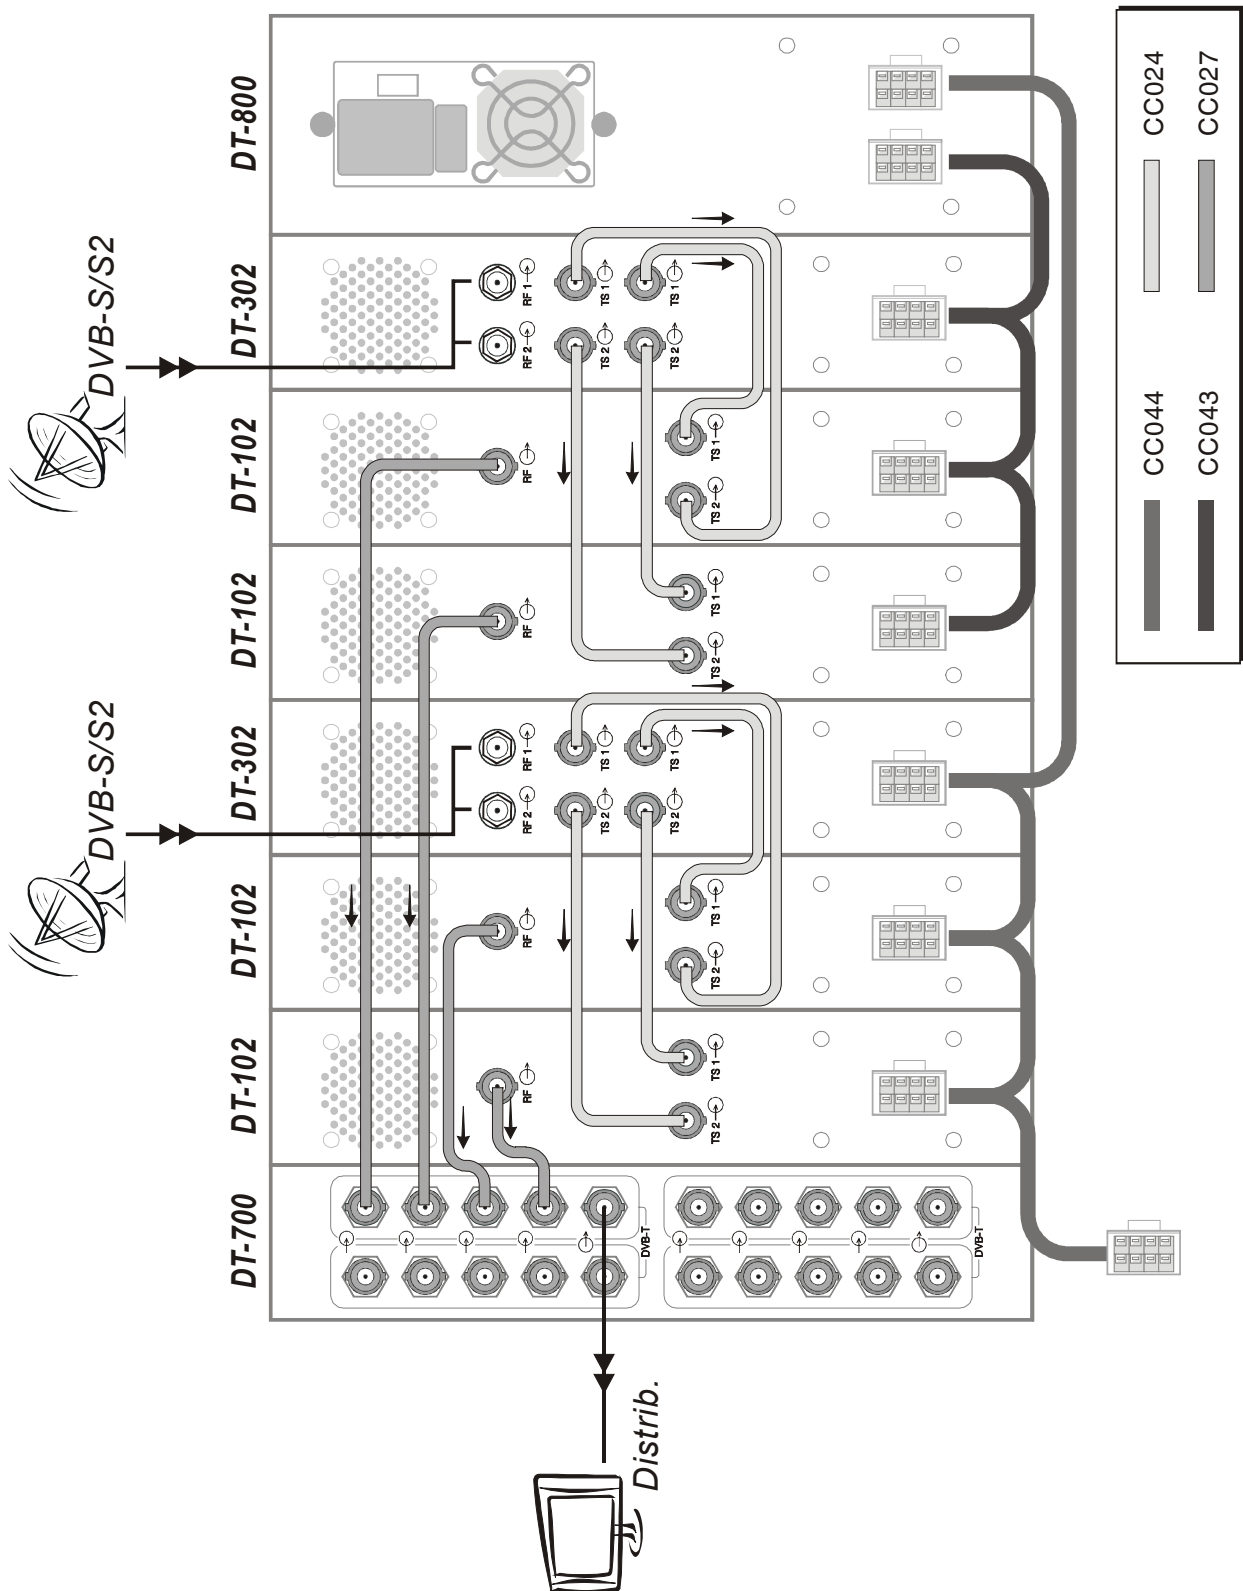 DVB-S/S2
DVB-S/S2
DT-700
DT-102
DT-102
DT-302
DT-102
DT-102
DT-302
DT-800
RF
RF
RF 2
RF 1
RF
RF
RF 2
RF 1
TS 2
TS 1
TS 2
TS 1
Distrib.
DVB-T
TS 2
TS 1
TS 2
TS 1
TS 2
TS 1
TS 2
TS 1
TS 2
TS 1
TS 2
TS 1
DVB-T
CC044
CC024
CC043
CC027